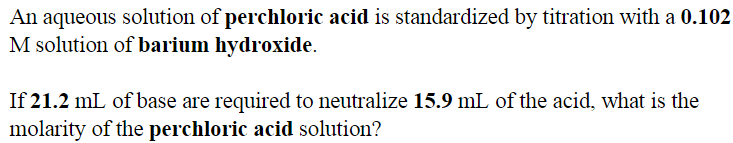 An aqueous solution of perchloric acid is standardized by titration with a 0.102
M solution of barium hydroxide.
If 21.2 mL of base are required to neutralize 15.9 mL of the acid, what is the
molarity of the perchloric acid solution?